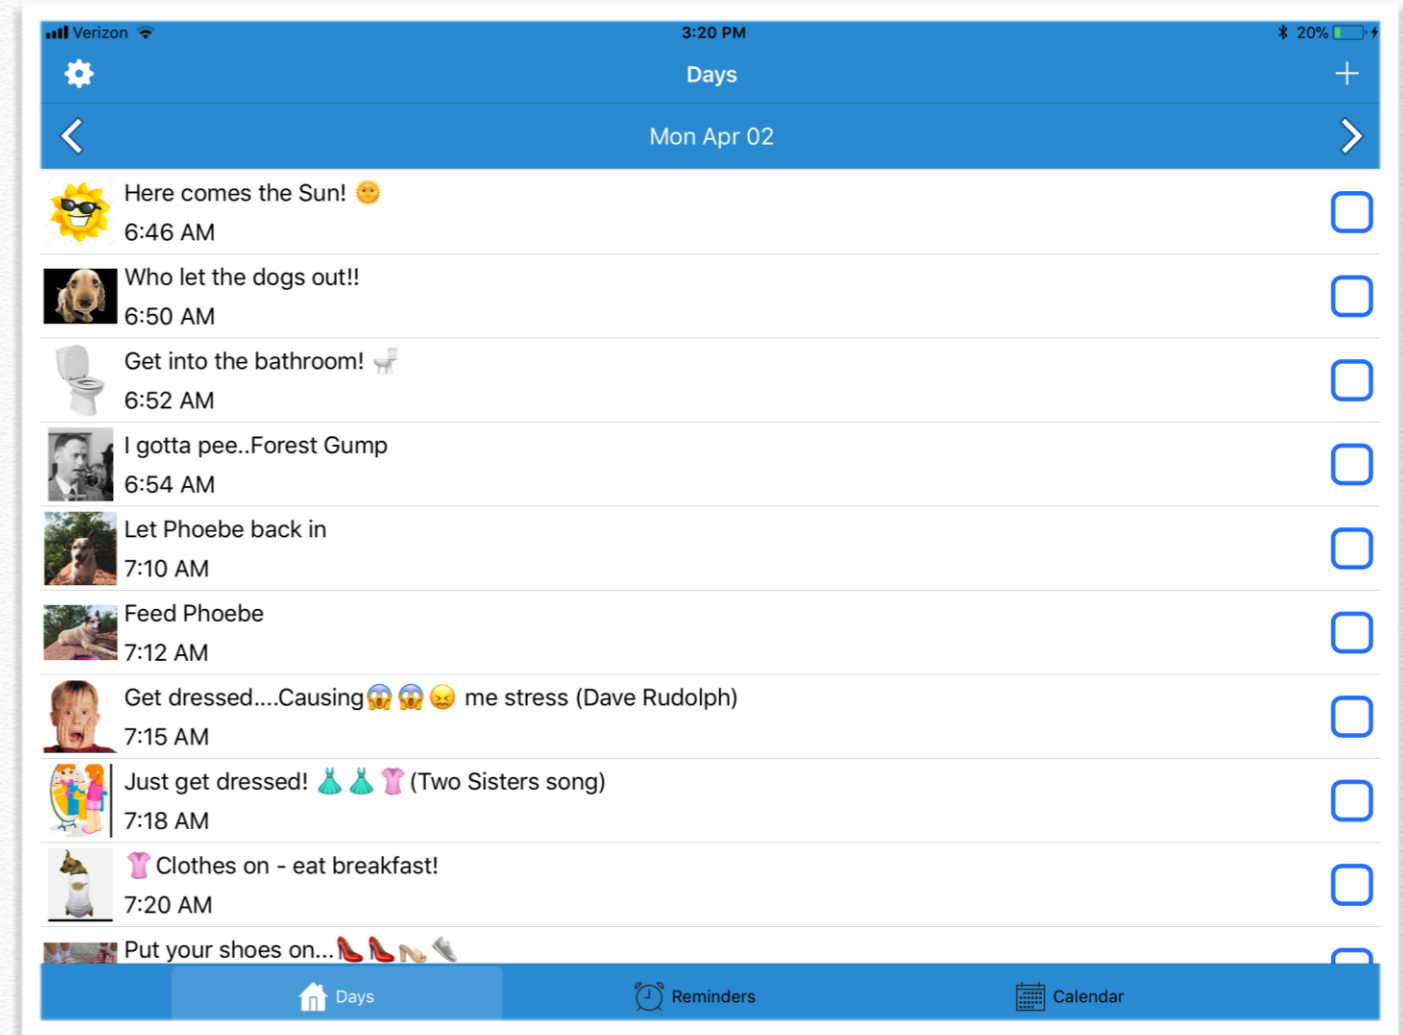 Verizon
3:20 PM
20%
Days
Mon Apr 02
Here comes the Sun! 🌞
6:46 AM
Who let the dogs out!!
6:50 AM
Get into the bathroom! 🚽
6:52 AM
I gotta pee..Forest Gump
6:54 AM
Let Phoebe back in
7:10 AM
Feed Phoebe
7:12 AM
Get dressed....Causing😱😱😖 me stress (Dave Rudolph)
7:15 AM
Just get dressed! 👗👗👚(Two Sisters song)
7:18 AM
👚Clothes on - eat breakfast!
7:20 AM
Put your shoes on...👠👠👡👟
Days
Reminders
Calendar